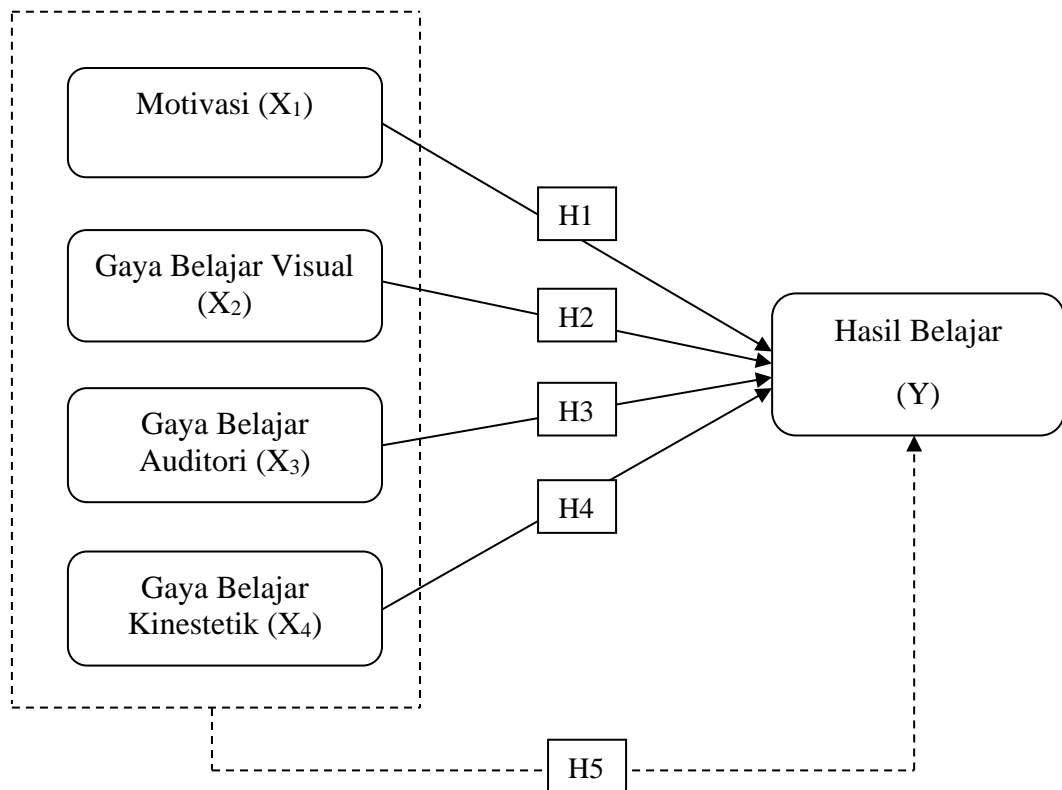 Motivasi (X₁)
H1
Gaya Belajar Visual
(X₂)
H2
Hasil Belajar
(Y)
Gaya Belajar
Auditori (X₃)
H3
H4
Gaya Belajar
Kinestetik (X₄)
H5